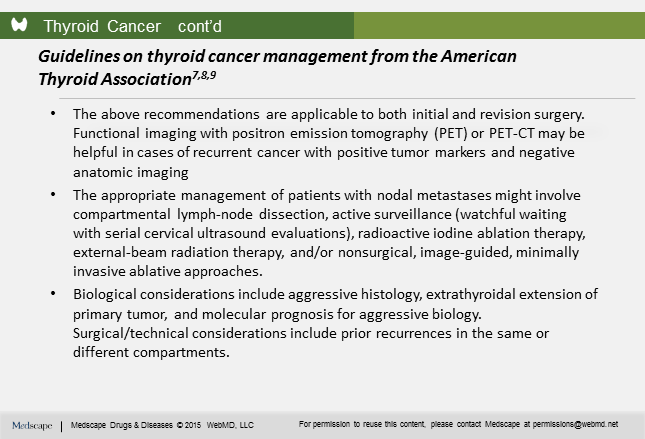 Thyroid Cancer cont’d
Guidelines on thyroid cancer management from the American
Thyroid Association7,8,9
• The above recommendations are applicable to both initial and revision surgery.
Functional imaging with positron emission tomography (PET) or PET-CT may be
helpful in cases of recurrent cancer with positive tumor markers and negative
anatomic imaging
• The appropriate management of patients with nodal metastases might involve
compartmental lymph-node dissection, active surveillance (watchful waiting
with serial cervical ultrasound evaluations), radioactive iodine ablation therapy,
external-beam radiation therapy, and/or nonsurgical, image-guided, minimally
invasive ablative approaches.
• Biological considerations include aggressive histology, extrathyroidal extension of
primary tumor, and molecular prognosis for aggressive biology.
Surgical/technical considerations include prior recurrences in the same or
different compartments.
Medscape | Medscape Drugs & Diseases © 2015 WebMD, LLC For permission to reuse this content, please contact Medscape at permissions@webmd.net